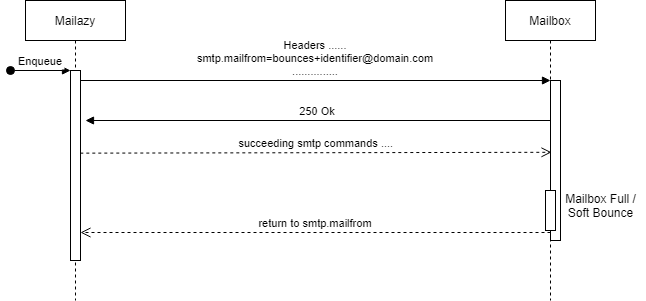 Mailazy
Mailbox
Headers ......
Enqueue
smtp.mailfrom=bounces+identifier@domain.com
...............
250 Ok
succeeding smtp commands ....
Mailbox Full /
Soft Bounce
return to smtp.mailfrom